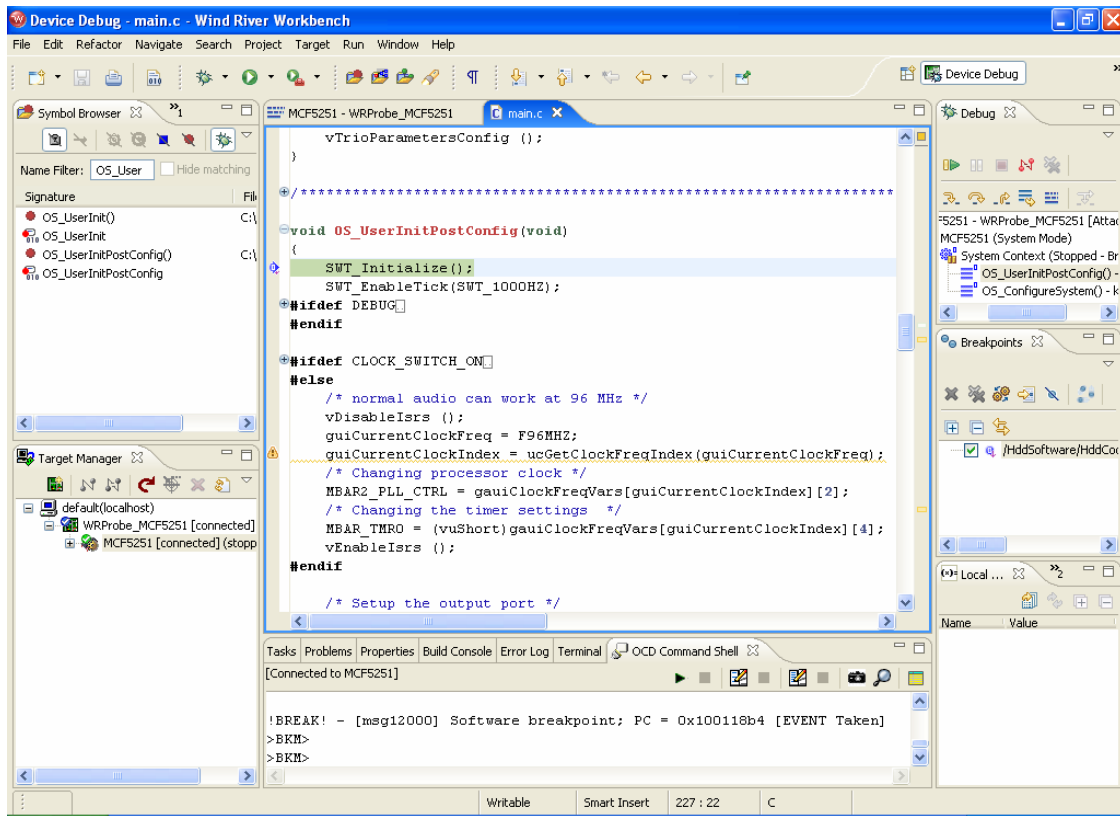 Device Debug - main.c - Wind River Workbench
File Edit Refactor Navigate Search Project Target Run Window Help
Device Debug
Symbol Browser
1
Name Filter: OS_User Hide matching
Signature File
OS_UserInit() C:\
OS_UserInit
OS_UserInitPostConfig() C:\
OS_UserInitPostConfig
Target Manager
default(localhost)
WRProbe_MCF5251 [connected]
MCF5251 [connected] (stopp
MCF5251 - WRProbe_MCF5251
main.c
vTrioParametersConfig ();
}
/*********************************************************************
void OS_UserInitPostConfig(void)
{
SWT_Initialize();
SWT_EnableTick(SWT_1000HZ);
#ifdef DEBUG
#endif
#ifdef CLOCK_SWITCH_ON
#else
/* normal audio can work at 96 MHz */
vDisableIsrs ();
guiCurrentClockFreq = F96MHZ;
guiCurrentClockIndex = ucGetClockFreqIndex(guiCurrentClockFreq);
/* Changing processor clock */
MBAR2_PLL_CTRL = gauiClockFreqVars[guiCurrentClockIndex][2];
/* Changing the timer settings */
MBAR_TMR0 = (vuShort)gauiClockFreqVars[guiCurrentClockIndex][4];
vEnableIsrs ();
#endif
/* Setup the output port */
Tasks Problems Properties Build Console Error Log Terminal OCD Command Shell
[Connected to MCF5251]
!BREAK! - [msg12000] Software breakpoint; PC = 0x100118b4 [EVENT Taken]
>BKM>
>BKM>
Debug
5251 - WRProbe_MCF5251 [Attac
MCF5251 (System Mode)
System Context (Stopped - Br
OS_UserInitPostConfig() -
OS_ConfigureSystem() - k
Breakpoints
/HddSoftware/HddCo
Local ...
2
Name Value
Writable Smart Insert 227 : 22 C